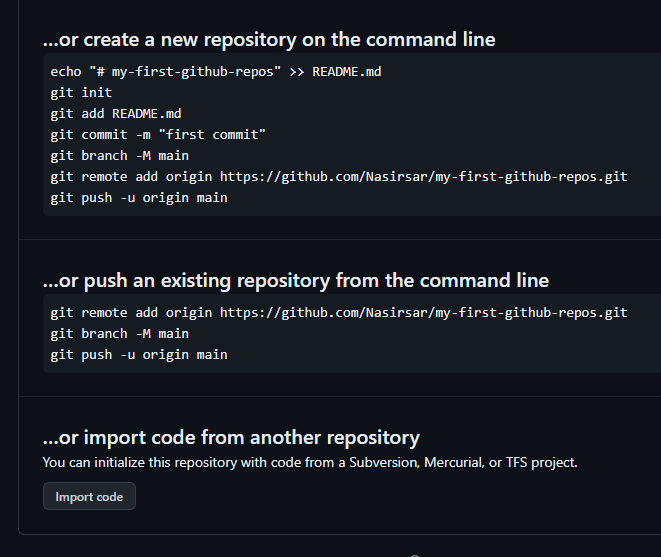 ...or create a new repository on the command line
echo "# my-first-github-repos" >> README.md
git init
git add README.md
git commit -m "first commit"
git branch -M main
git remote add origin https://github.com/Nasirsar/my-first-github-repos.git
git push -u origin main
...or push an existing repository from the command line
git remote add origin https://github.com/Nasirsar/my-first-github-repos.git
git branch -M main
git push -u origin main
...or import code from another repository
You can initialize this repository with code from a Subversion, Mercurial, or TFS project.
Import code